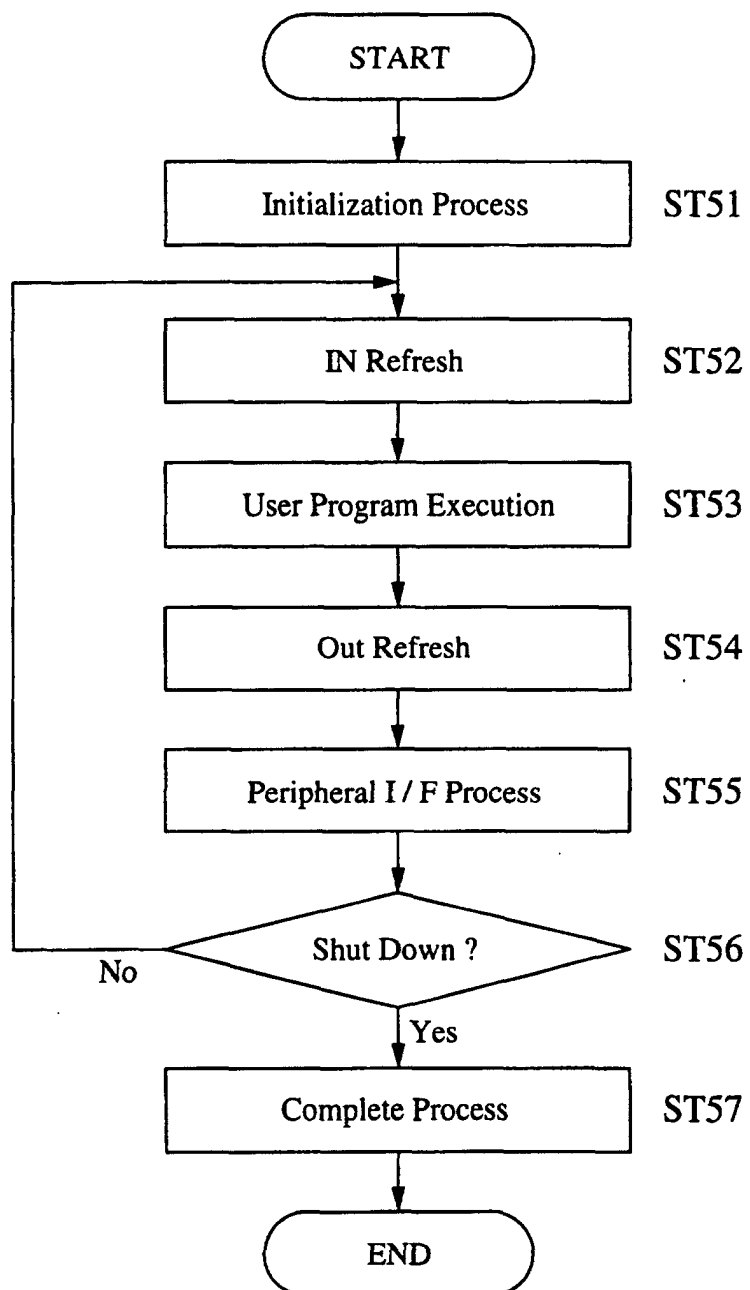 START
Initialization Process ST51
IN Refresh ST52
User Program Execution ST53
Out Refresh ST54
Peripheral I / F Process ST55
Shut Down ? ST56
No
Yes
Complete Process ST57
END